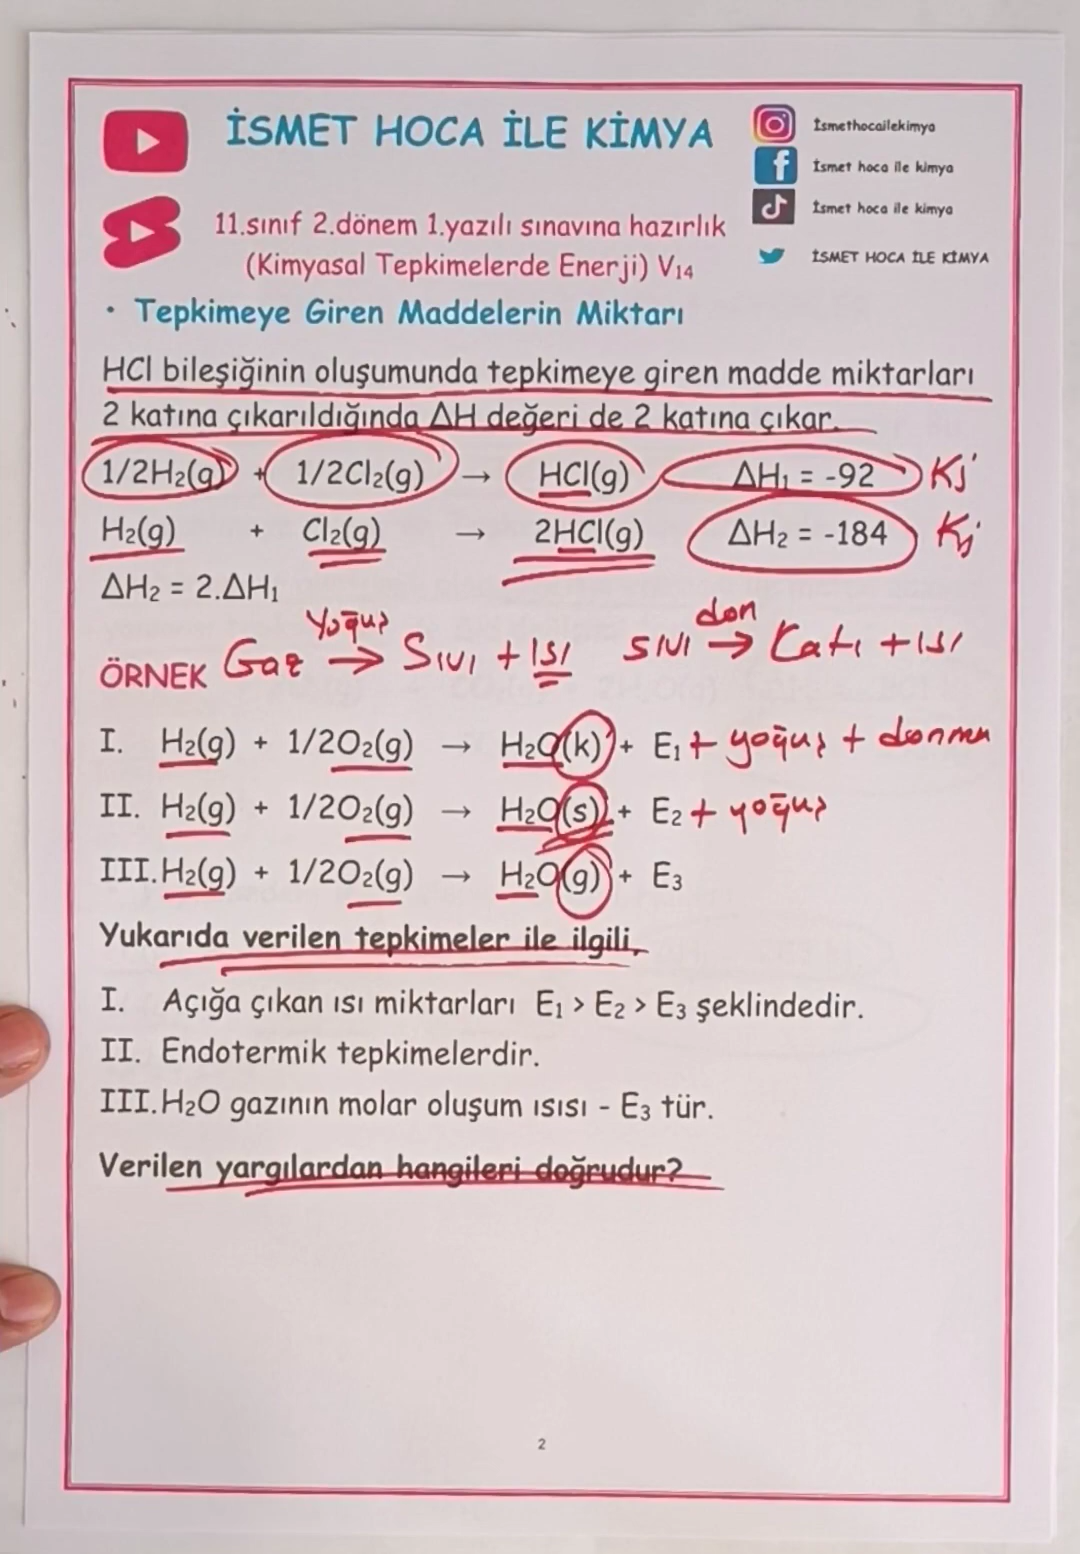 İSMET HOCA İLE KİMYA
İsmethocailekimya
İsmet hoca ile kimya
İsmet hoca ile kimya
İSMET HOCA İLE KİMYA
11.sınıf 2.dönem 1.yazılı sınavına hazırlık
(Kimyasal Tepkimelerde Enerji) V14
• Tepkimeye Giren Maddelerin Miktarı
HCl bileşiğinin oluşumunda tepkimeye giren madde miktarları
2 katına çıkarıldığında ΔH değeri de 2 katına çıkar.
1/2H₂(g) + 1/2Cl₂(g) → HCl(g) ΔH₁ = -92 Kj
H₂(g) + Cl₂(g) → 2HCl(g) ΔH₂ = -184 Kj
ΔH₂ = 2.ΔH₁
yoğuş don
ÖRNEK Gaz → Sıvı + ısı sıvı → Katı + ısı
I. H₂(g) + 1/2O₂(g) → H₂O(k) + E₁ + yoğuş + donma
II. H₂(g) + 1/2O₂(g) → H₂O(s) + E₂ + yoğuş
III. H₂(g) + 1/2O₂(g) → H₂O(g) + E₃
Yukarıda verilen tepkimeler ile ilgili,
I. Açığa çıkan ısı miktarları E₁ > E₂ > E₃ şeklindedir.
II. Endotermik tepkimelerdir.
III. H₂O gazının molar oluşum ısısı - E₃ tür.
Verilen yargılardan hangileri doğrudur?
2